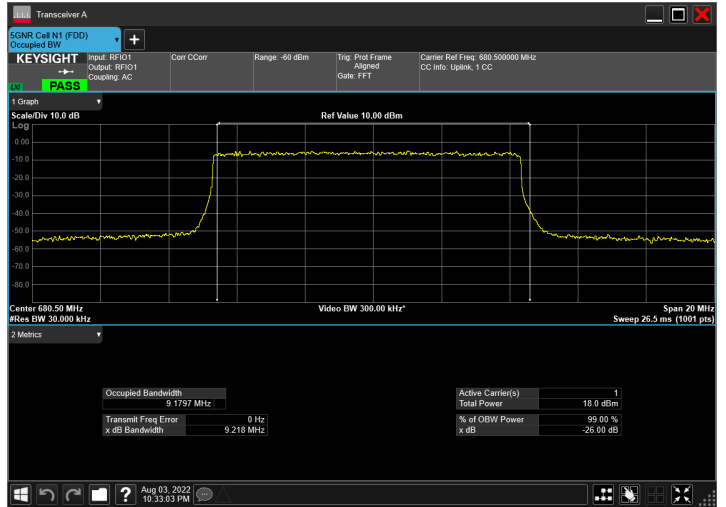 Transceiver A
5GNR Cell N1 (FDD)
Occupied BW
KEYSIGHT
Input: RFIO1
Output: RFIO1
Coupling: AC
Corr CCorr
Range: -60 dBm
Trig: Prot Frame
Aligned
Gate: FFT
Carrier Ref Freq: 680.500000 MHz
CC Info: Uplink, 1 CC
LXI
PASS
1 Graph
Scale/Div 10.0 dB
Ref Value 10.00 dBm
Log
0.00
-10.0
-20.0
-30.0
-40.0
-50.0
-60.0
-70.0
-80.0
Center 680.50 MHz
Video BW 300.00 kHz*
Span 20 MHz
#Res BW 30.000 kHz
Sweep 26.5 ms (1001 pts)
2 Metrics
Occupied Bandwidth
9.1797 MHz
Active Carrier(s) 1
Total Power 18.0 dBm
Transmit Freq Error 0 Hz
x dB Bandwidth 9.218 MHz
% of OBW Power 99.00 %
x dB -26.00 dB
?
Aug 03, 2022
10:33:03 PM